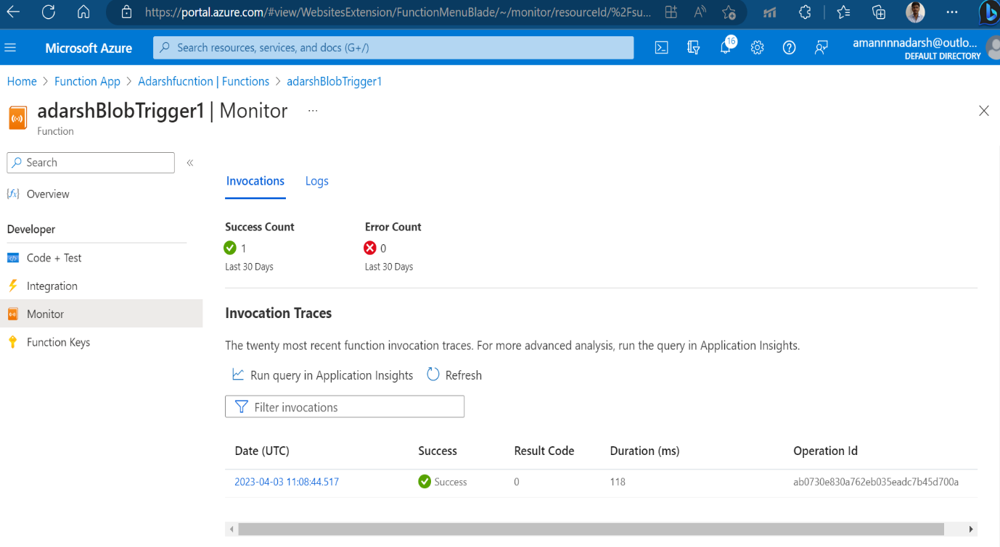 https://portal.azure.com/#view/WebsitesExtension/FunctionMenuBlade/~/monitor/resourceId/%2Fsu...
Microsoft Azure
Search resources, services, and docs (G+/)
16
amannnnadarsh@outlo...
DEFAULT DIRECTORY
Home > Function App > Adarshfucntion | Functions > adarshBlobTrigger1
adarshBlobTrigger1 | Monitor ...
Function
Search
«
Invocations Logs
Overview
Developer
Code + Test
Integration
Monitor
Function Keys
Success Count Error Count
1 0
Last 30 Days Last 30 Days
Invocation Traces
The twenty most recent function invocation traces. For more advanced analysis, run the query in Application Insights.
Run query in Application Insights Refresh
Filter invocations
Date (UTC) Success Result Code Duration (ms) Operation Id
2023-04-03 11:08:44.517 Success 0 118 ab0730e830a762eb035eadc7b45d700a